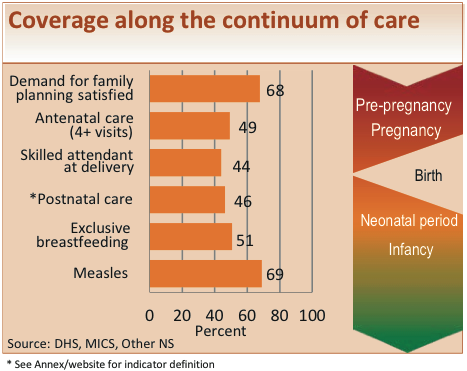 Coverage along the continuum of care
Demand for family
planning satisfied
68
Antenatal care
(4+ visits)
49
Skilled attendant
at delivery
44
*Postnatal care
46
Exclusive
breastfeeding
51
Measles
69
0 20 40 60 80 100
Percent
Pre-pregnancy
Pregnancy
Birth
Neonatal period
Infancy
Source: DHS, MICS, Other NS
* See Annex/website for indicator definition